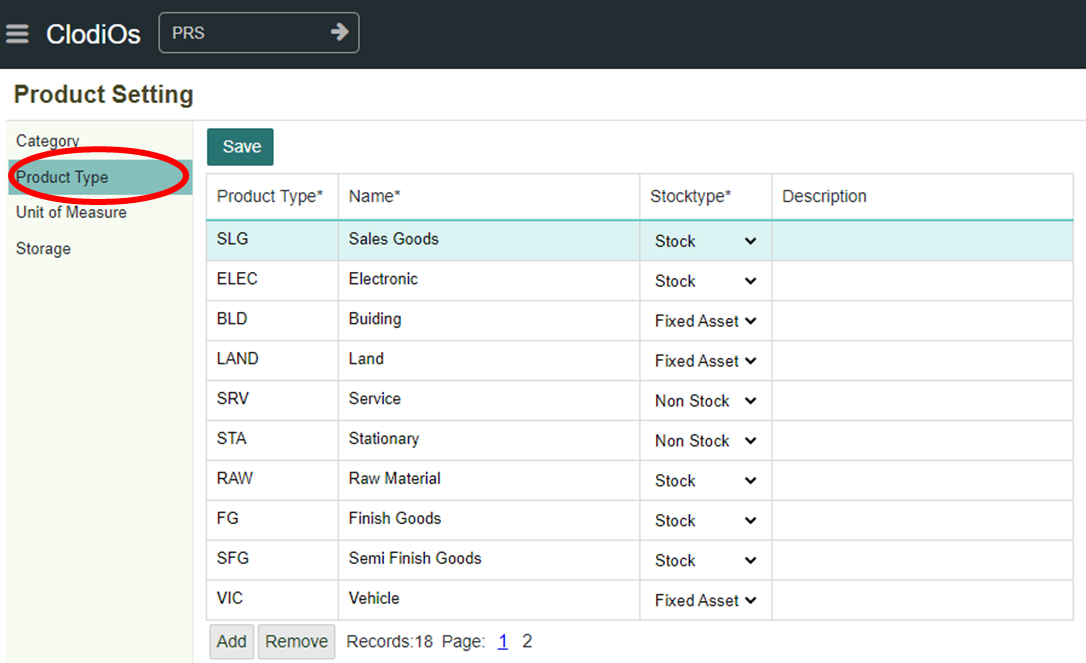 ClodiOs PRS
Product Setting
Category
Product Type
Unit of Measure
Storage
Save
Product Type* Name* Stocktype* Description
SLG Sales Goods Stock
ELEC Electronic Stock
BLD Buiding Fixed Asset
LAND Land Fixed Asset
SRV Service Non Stock
STA Stationary Non Stock
RAW Raw Material Stock
FG Finish Goods Stock
SFG Semi Finish Goods Stock
VIC Vehicle Fixed Asset
Add Remove Records:18 Page: 1 2